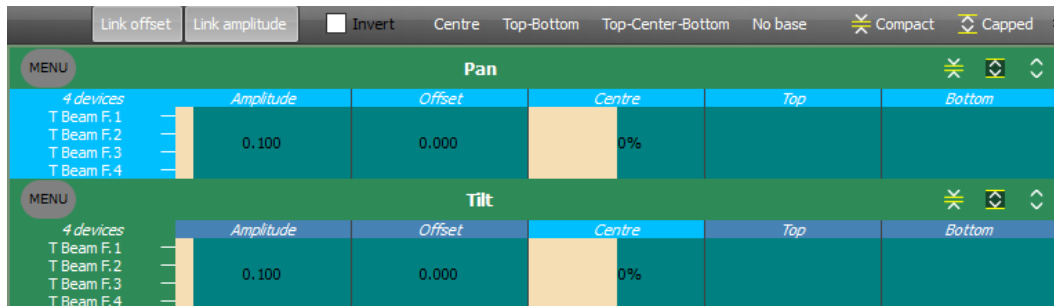 Link offset Link amplitude Invert Centre Top-Bottom Top-Center-Bottom No base Compact Capped
MENU Pan
4 devices Amplitude Offset Centre Top Bottom
T Beam F.1
T Beam F.2
T Beam F.3
T Beam F.4
0.100 0.000 0%
MENU Tilt
4 devices Amplitude Offset Centre Top Bottom
T Beam F.1
T Beam F.2
T Beam F.3
T Beam F.4
0.100 0.000 0%